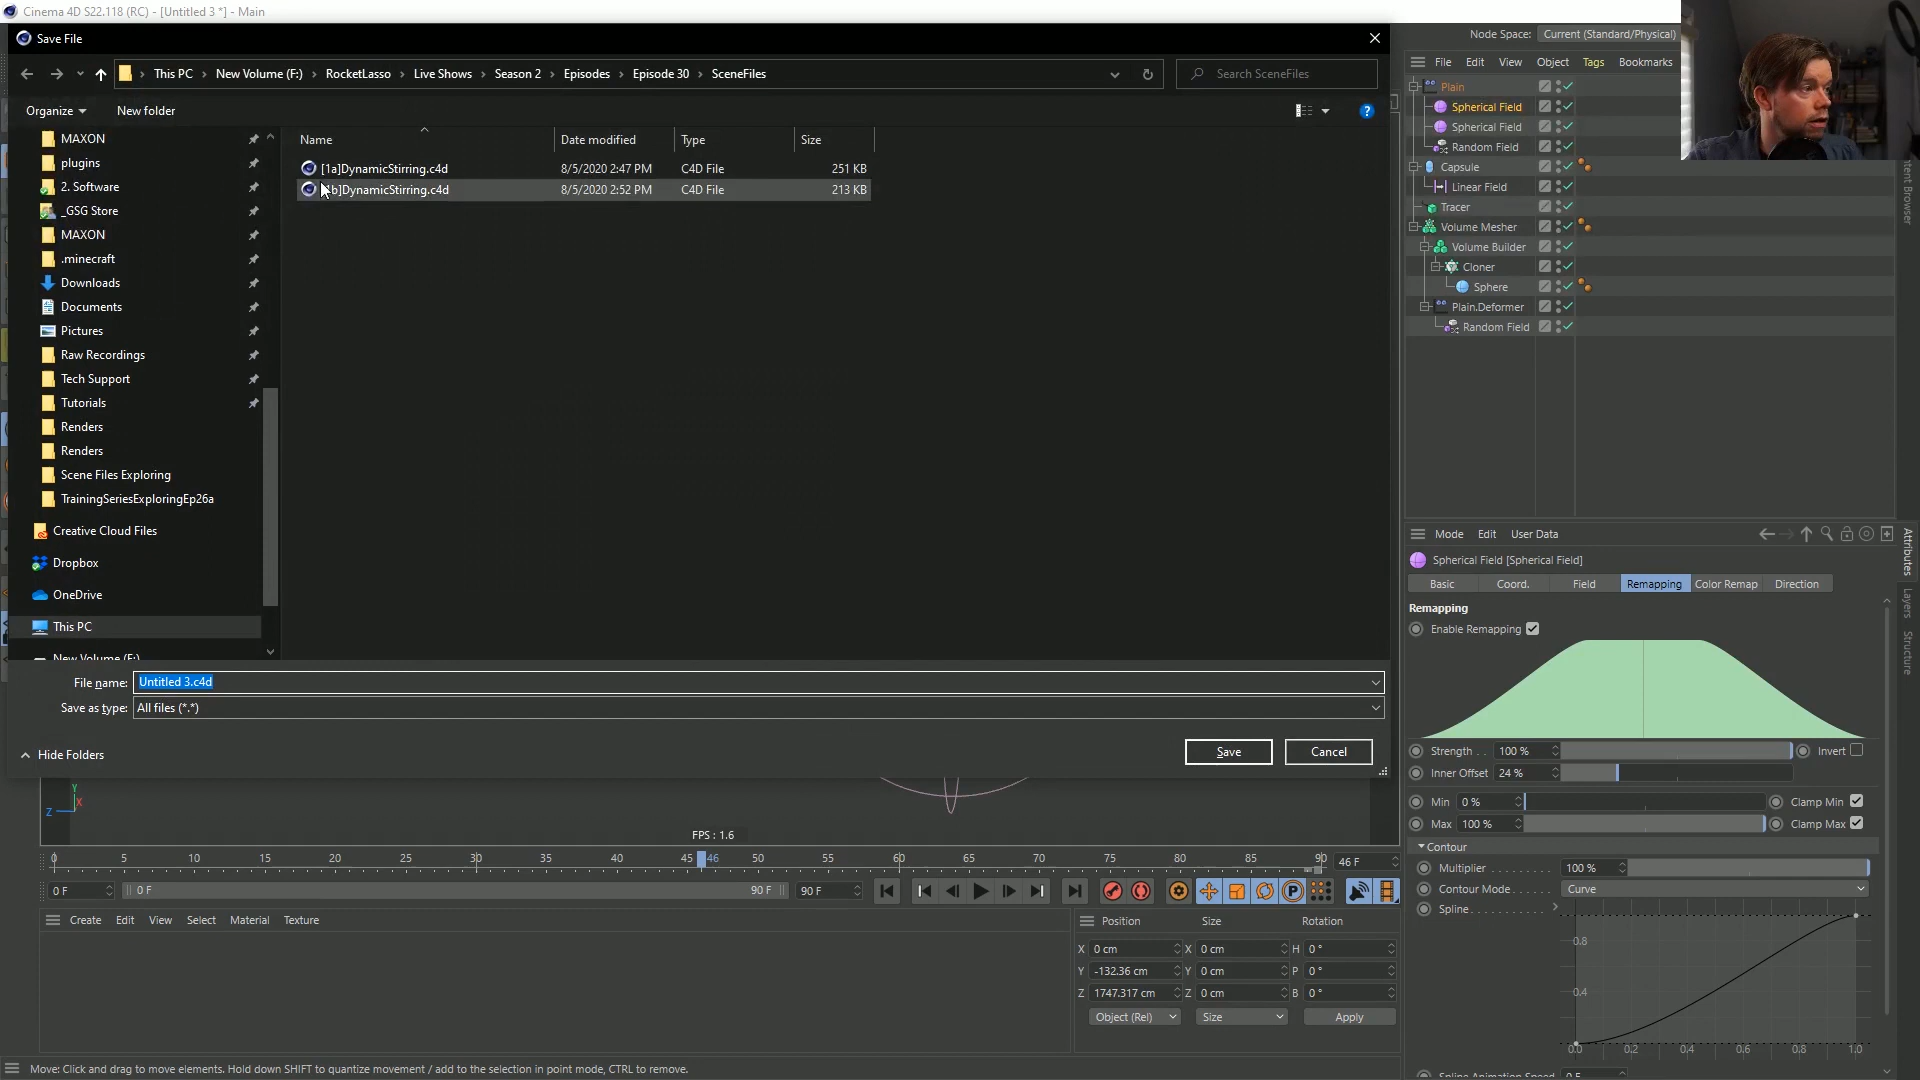 Cinema 4D S22.118 (RC) - [Untitled 3 *] - Main
Save File
Node Space: Current (Standard/Physical)
This PC > New Volume (F:) > RocketLasso > Live Shows > Season 2 > Episodes > Episode 30 > SceneFiles
Search SceneFiles
File Edit View Object Tags Bookmarks
Organize New folder
Name Date modified Type Size
[1a]DynamicStirring.c4d 8/5/2020 2:47 PM C4D File 251 KB
b]DynamicStirring.c4d 8/5/2020 2:52 PM C4D File 213 KB
MAXON
plugins
2. Software
_GSG Store
MAXON
.minecraft
Downloads
Documents
Pictures
Raw Recordings
Tech Support
Tutorials
Renders
Renders
Scene Files Exploring
TrainingSeriesExploringEp26a
Creative Cloud Files
Dropbox
OneDrive
This PC
New Volume (F:)
File name: Untitled 3.c4d
Save as type: All files (*.*)
Hide Folders
Save
Cancel
Plain
Spherical Field
Spherical Field
Random Field
Capsule
Linear Field
Tracer
Volume Mesher
Volume Builder
Cloner
Sphere
Plain.Deformer
Random Field
Content Browser
Mode Edit User Data
Spherical Field [Spherical Field]
Basic Coord. Field Remapping Color Remap Direction
Remapping
Enable Remapping
Strength . . 100 % Invert
Inner Offset 24 %
Min 0 % Clamp Min
Max 100 % Clamp Max
Contour
Multiplier . . . . . . . . 100 %
Contour Mode . . . . Curve
Spline . . . . . . . . . . .
0.8
0.4
0.0 0.2 0.4 0.6 0.8 1.0
Spline Animation Speed
Attributes
Layers
Structure
Z Y X
FPS : 1.6
0 5 10 15 20 25 30 35 40 45 46 50 55 60 65 70 75 80 85 90 46 F
0 F 0 F 90 F 90 F
Create Edit View Select Material Texture
Position Size Rotation
X 0 cm X 0 cm H 0 °
Y -132.36 cm Y 0 cm P 0 °
Z 1747.317 cm Z 0 cm B 0 °
Object (Rel) Size Apply
Move: Click and drag to move elements. Hold down SHIFT to quantize movement / add to the selection in point mode, CTRL to remove.